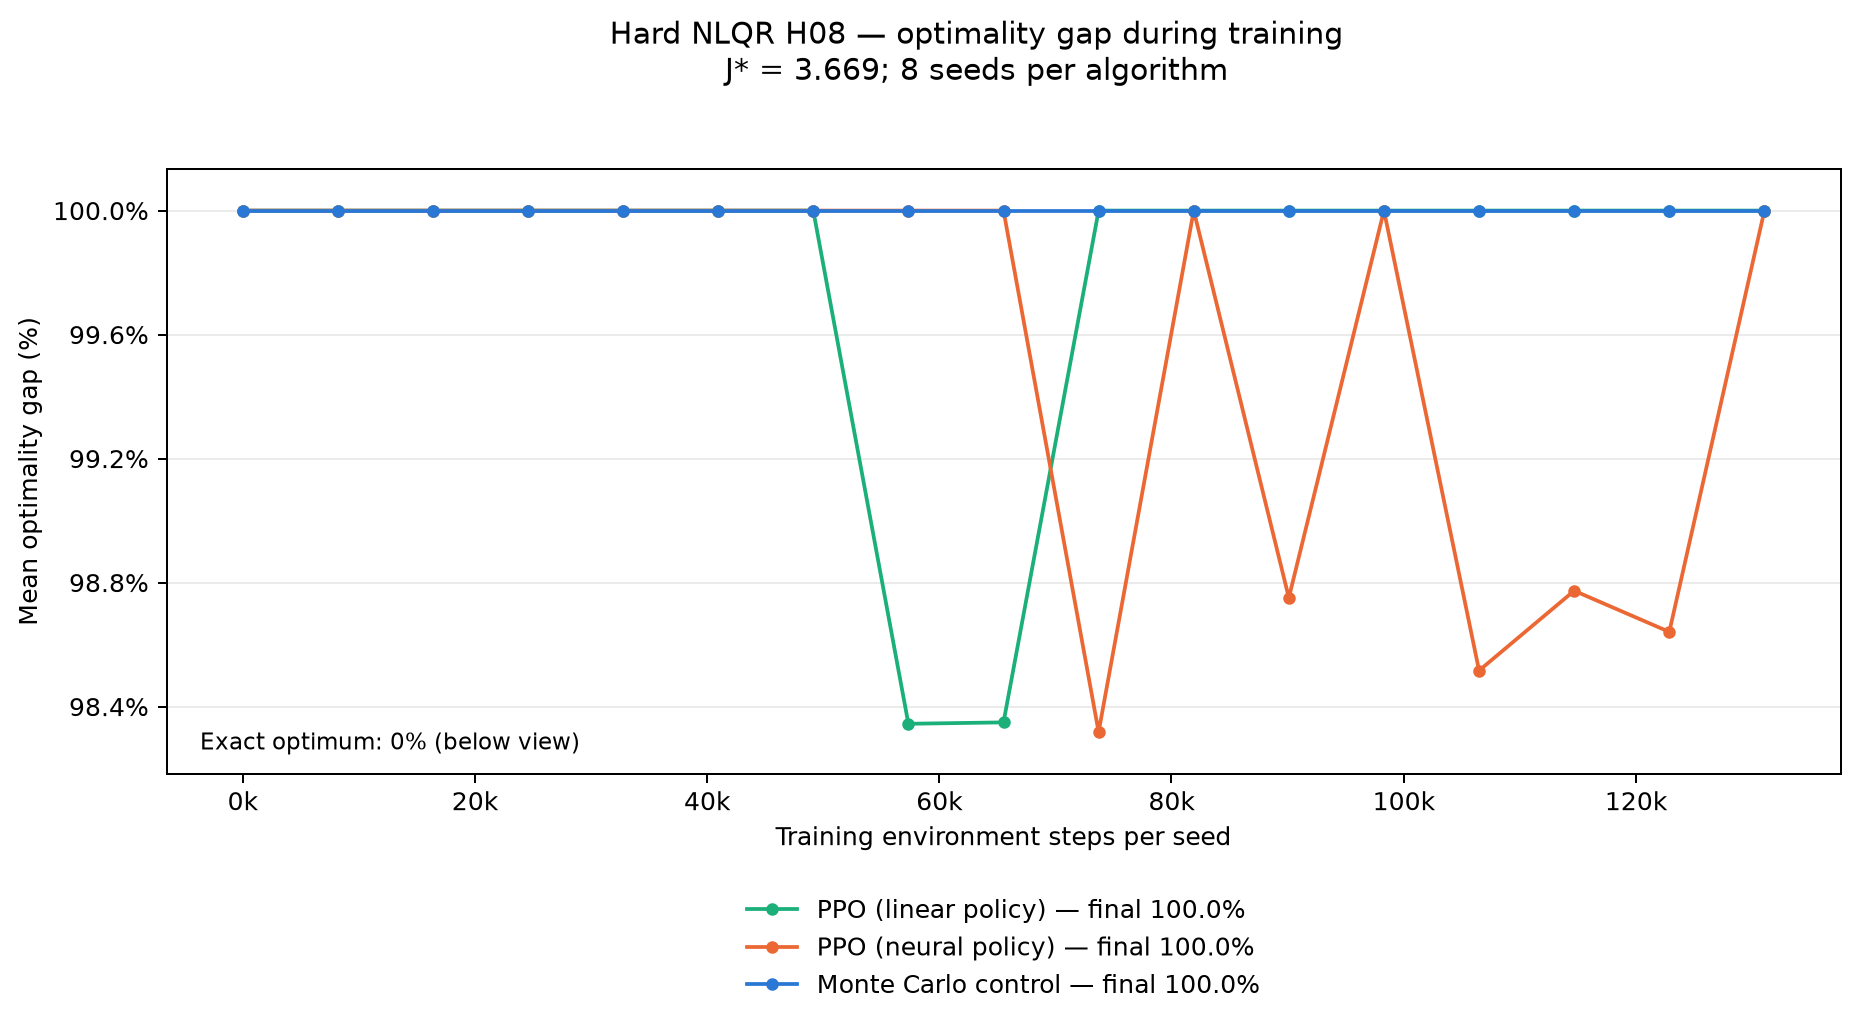 Hard NLQR H08 — optimality gap during training
J* = 3.669; 8 seeds per algorithm
Mean optimality gap (%)
100.0%
99.6%
99.2%
98.8%
98.4%
Exact optimum: 0% (below view)
0k
20k
40k
60k
80k
100k
120k
Training environment steps per seed
PPO (linear policy) — final 100.0%
PPO (neural policy) — final 100.0%
Monte Carlo control — final 100.0%